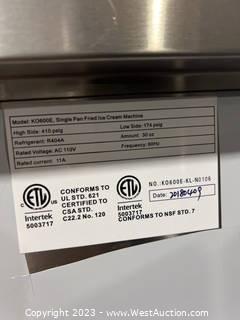 Model: KO600E, Single Pan Fried Ice Cream Machine
High Side: 410 psig Low Side: 174 psig
Refrigerant: R404A Amount: 30 oz
Rated Voltage: AC 110V Frequency: 60Hz
Rated current: 11A
CONFORMS TO
UL STD. 621
CERTIFIED TO
CSA STD.
C22.2 No. 120
C ETL US
Intertek
5003717
NO.: KO600E-KL-N0106
Date: 20180409
ETL
Intertek
5003717
CONFORMS TO NSF STD. 7
Copyright © 2023 - WestAuction.com